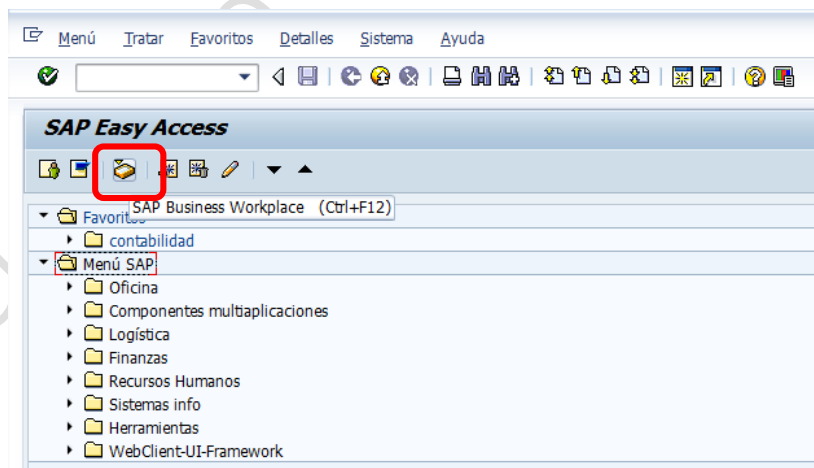 Menú Tratar Favoritos Detalles Sistema Ayuda
SAP Easy Access
SAP Business Workplace (Ctrl+F12)
Favoritos
contabilidad
Menú SAP
Oficina
Componentes multiaplicaciones
Logística
Finanzas
Recursos Humanos
Sistemas info
Herramientas
WebClient-UI-Framework